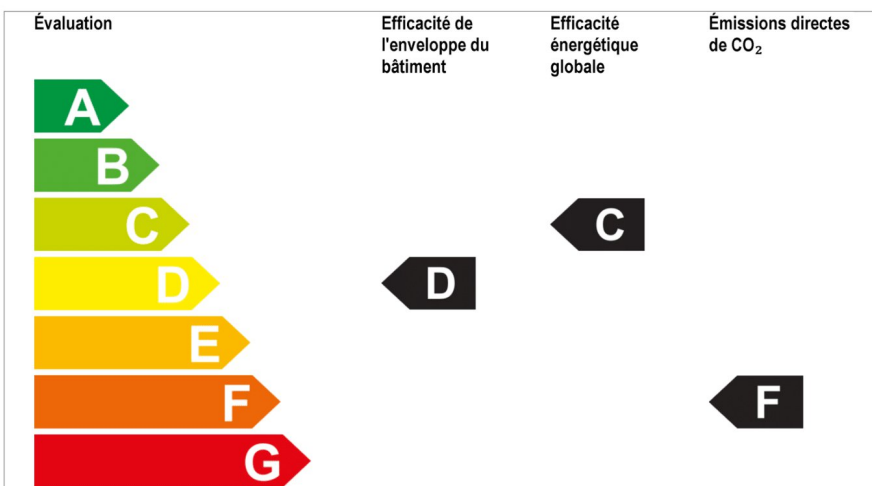 Évaluation
Efficacité de
l'enveloppe du
bâtiment
Efficacité
énergétique
globale
Émissions directes
de CO₂
A
B
C
C
D
D
E
F
F
G